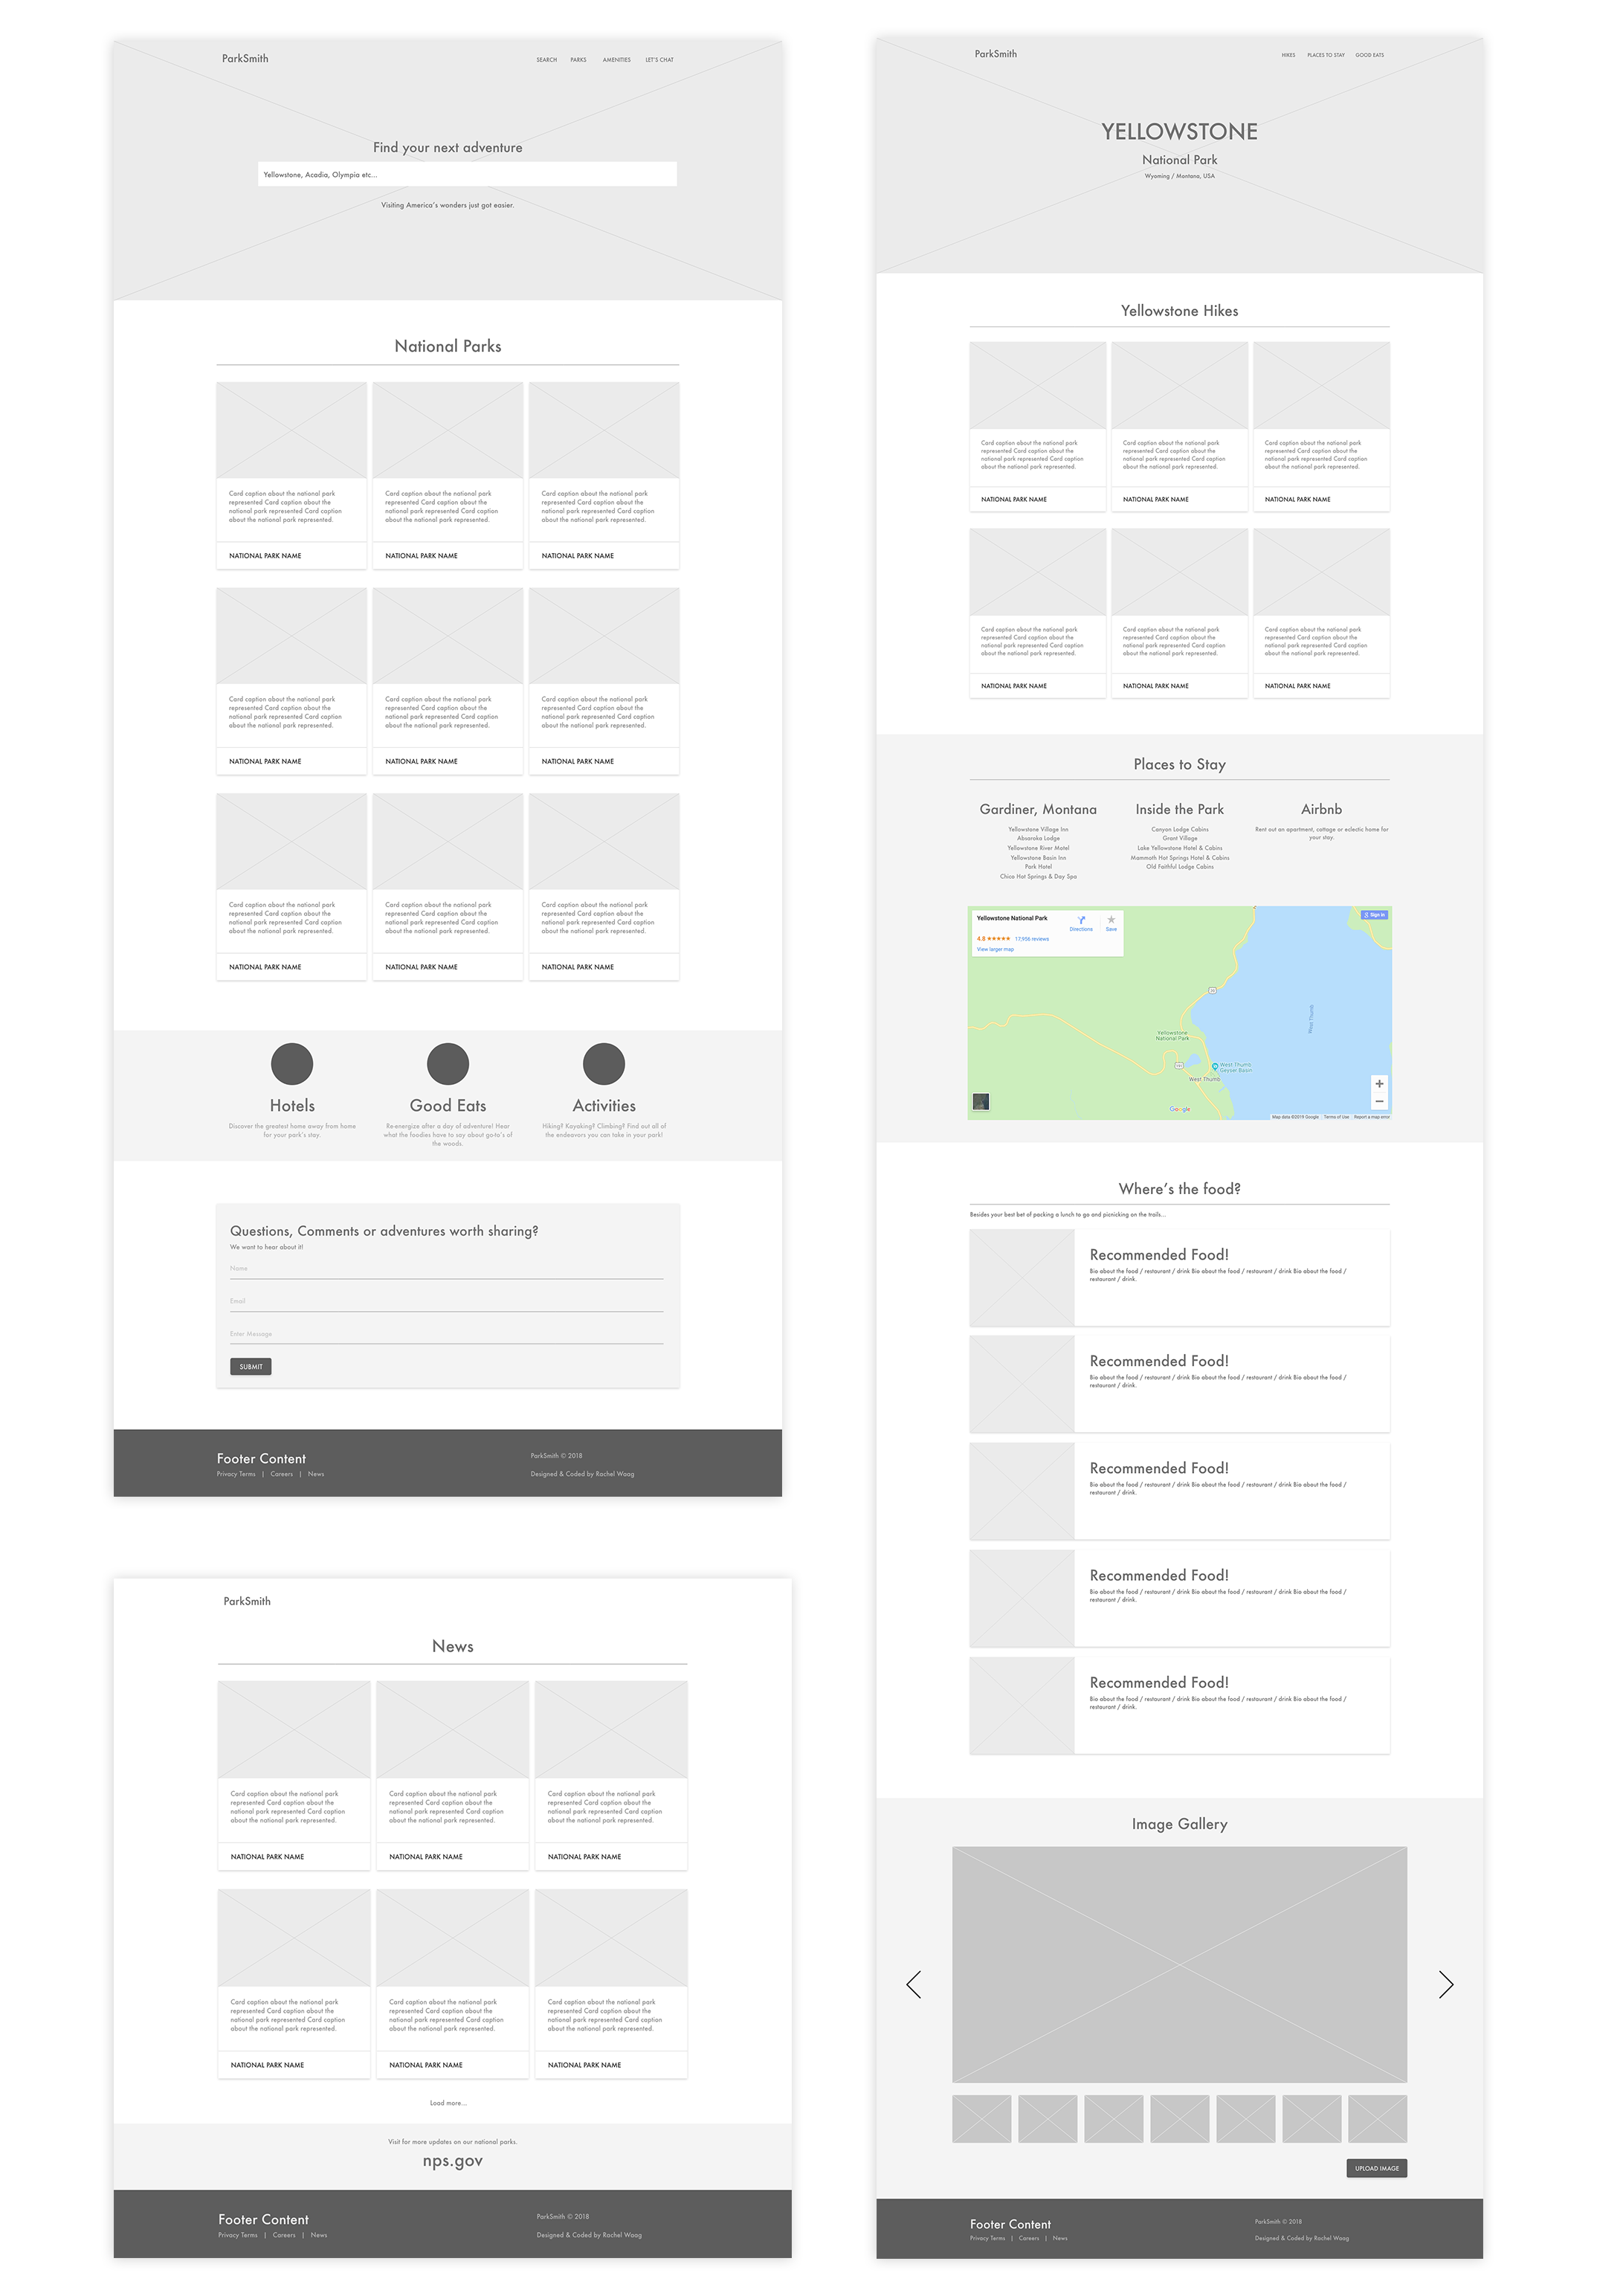 ParkSmith
SEARCH PARKS AMENITIES LET'S CHAT
Find your next adventure
Yellowstone, Acadia, Olympia etc...
Visiting America's wonders just got easier.
National Parks
Card caption about the national park
represented Card caption about the
national park represented Card caption
about the national park represented.
NATIONAL PARK NAME
Card caption about the national park
represented Card caption about the
national park represented Card caption
about the national park represented.
NATIONAL PARK NAME
Card caption about the national park
represented Card caption about the
national park represented Card caption
about the national park represented.
NATIONAL PARK NAME
Card caption about the national park
represented Card caption about the
national park represented Card caption
about the national park represented.
NATIONAL PARK NAME
Card caption about the national park
represented Card caption about the
national park represented Card caption
about the national park represented.
NATIONAL PARK NAME
Card caption about the national park
represented Card caption about the
national park represented Card caption
about the national park represented.
NATIONAL PARK NAME
Card caption about the national park
represented Card caption about the
national park represented Card caption
about the national park represented.
NATIONAL PARK NAME
Card caption about the national park
represented Card caption about the
national park represented Card caption
about the national park represented.
NATIONAL PARK NAME
Card caption about the national park
represented Card caption about the
national park represented Card caption
about the national park represented.
NATIONAL PARK NAME
Hotels
Discover the greatest home away from home
for your park's stay.
Good Eats
Re-energize after a day of adventure! Hear
what the foodies have to say about go-to's of
the woods.
Activities
Hiking? Kayaking? Climbing? Find out all of
the endeavors you can take in your park!
Questions, Comments or adventures worth sharing?
We want to hear about it!
Name
Email
Enter Message
SUBMIT
Footer Content
Privacy Terms | Careers | News
ParkSmith © 2018
Designed & Coded by Rachel Waag
ParkSmith
News
Card caption about the national park
represented Card caption about the
national park represented Card caption
about the national park represented.
NATIONAL PARK NAME
Card caption about the national park
represented Card caption about the
national park represented Card caption
about the national park represented.
NATIONAL PARK NAME
Card caption about the national park
represented Card caption about the
national park represented Card caption
about the national park represented.
NATIONAL PARK NAME
Card caption about the national park
represented Card caption about the
national park represented Card caption
about the national park represented.
NATIONAL PARK NAME
Card caption about the national park
represented Card caption about the
national park represented Card caption
about the national park represented.
NATIONAL PARK NAME
Card caption about the national park
represented Card caption about the
national park represented Card caption
about the national park represented.
NATIONAL PARK NAME
Load more...
Visit for more updates on our national parks.
nps.gov
Footer Content
Privacy Terms | Careers | News
ParkSmith © 2018
Designed & Coded by Rachel Waag
ParkSmith
HIKES PLACES TO STAY GOOD EATS
YELLOWSTONE
National Park
Wyoming / Montana, USA
Yellowstone Hikes
Card caption about the national park
represented Card caption about the
national park represented Card caption
about the national park represented.
NATIONAL PARK NAME
Card caption about the national park
represented Card caption about the
national park represented Card caption
about the national park represented.
NATIONAL PARK NAME
Card caption about the national park
represented Card caption about the
national park represented Card caption
about the national park represented.
NATIONAL PARK NAME
Card caption about the national park
represented Card caption about the
national park represented Card caption
about the national park represented.
NATIONAL PARK NAME
Card caption about the national park
represented Card caption about the
national park represented Card caption
about the national park represented.
NATIONAL PARK NAME
Card caption about the national park
represented Card caption about the
national park represented Card caption
about the national park represented.
NATIONAL PARK NAME
Places to Stay
Gardiner, Montana
Yellowstone Village Inn
Absaroka Lodge
Yellowstone River Motel
Yellowstone Basin Inn
Park Hotel
Chico Hot Springs & Day Spa
Inside the Park
Canyon Lodge Cabins
Grant Village
Lake Yellowstone Hotel & Cabins
Mammoth Hot Springs Hotel & Cabins
Old Faithful Lodge Cabins
Airbnb
Rent out an apartment, cottage or eclectic home for
your stay.
Yellowstone National Park
Directions
Save
4.8 ★★★★★ 17,956 reviews
View larger map
Sign in
West Thumb
Yellowstone
National Park
West Thumb
Geyser Basin
West Thumb
Google
Map data ©2019 Google Terms of Use Report a map error
Where's the food?
Besides your best bet of packing a lunch to go and picnicking on the trails...
Recommended Food!
Bio about the food / restaurant / drink Bio about the food / restaurant / drink Bio about the food /
restaurant / drink.
Recommended Food!
Bio about the food / restaurant / drink Bio about the food / restaurant / drink Bio about the food /
restaurant / drink.
Recommended Food!
Bio about the food / restaurant / drink Bio about the food / restaurant / drink Bio about the food /
restaurant / drink.
Recommended Food!
Bio about the food / restaurant / drink Bio about the food / restaurant / drink Bio about the food /
restaurant / drink.
Recommended Food!
Bio about the food / restaurant / drink Bio about the food / restaurant / drink Bio about the food /
restaurant / drink.
Image Gallery
UPLOAD IMAGE
Footer Content
Privacy Terms | Careers | News
ParkSmith © 2018
Designed & Coded by Rachel Waag